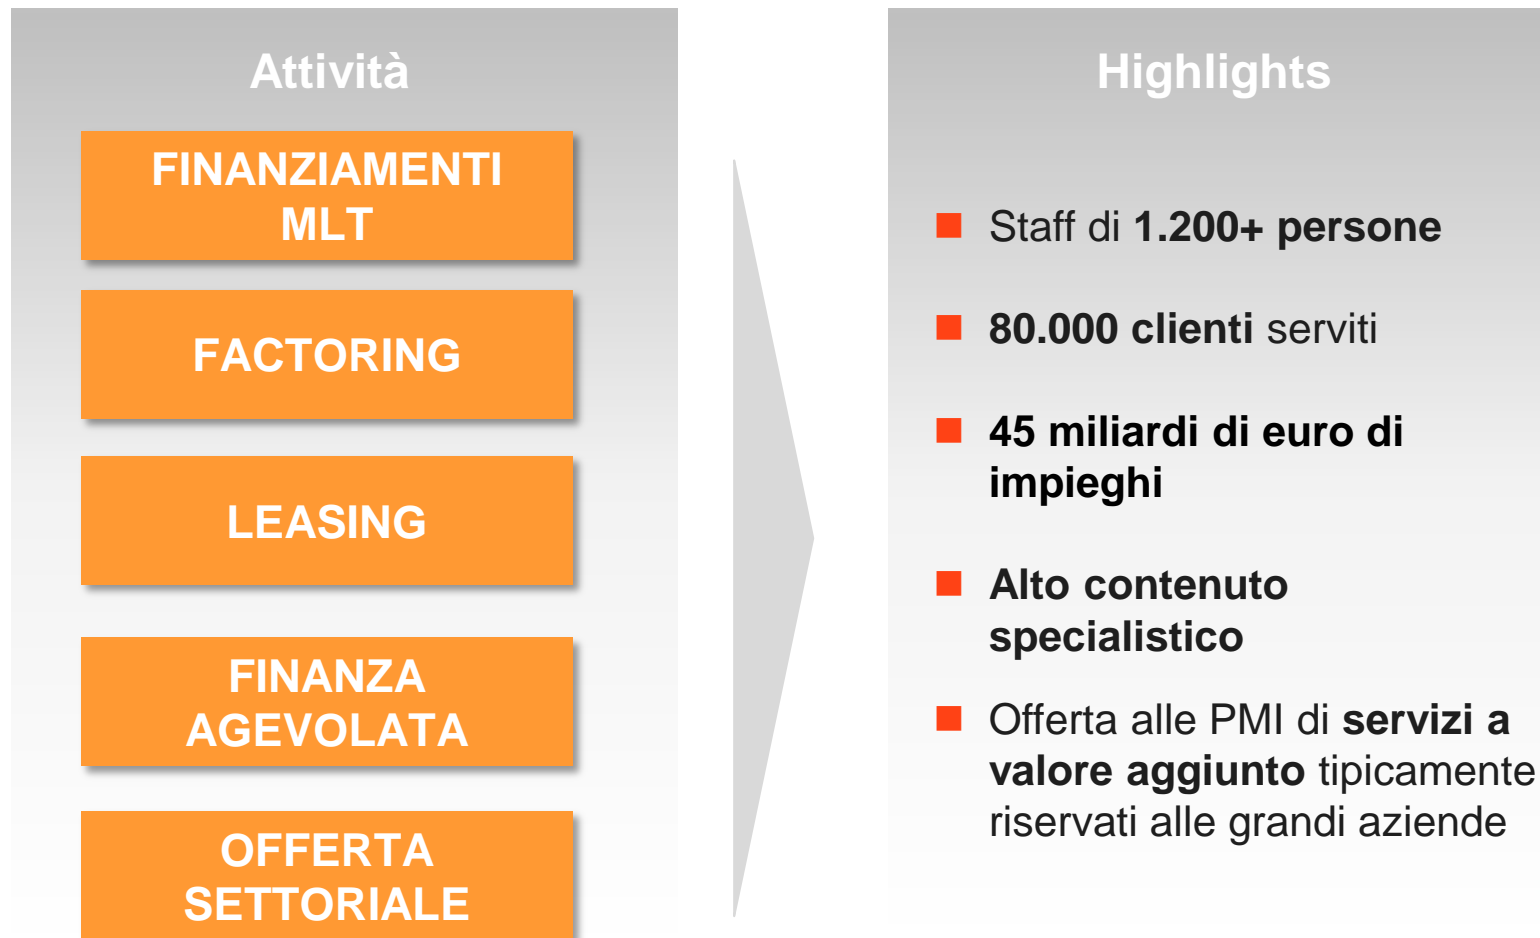 Attività
FINANZIAMENTI
MLT
FACTORING
LEASING
FINANZA
AGEVOLATA
OFFERTA
SETTORIALE
Highlights
Staff di 1.200+ persone
80.000 clienti serviti
45 miliardi di euro di
impieghi
Alto contenuto
specialistico
Offerta alle PMI di servizi a
valore aggiunto tipicamente
riservati alle grandi aziende